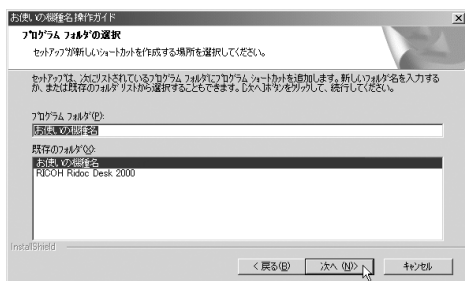 お使いの機種名操作ガイド
プログラム フォルダの選択
セットアップが新しいショートカットを作成する場所を選択してください。
セットアップは、次にリストされているプログラム フォルダにプログラム ショートカットを追加します。新しいフォルダ名を入力する
か、または既存のフォルダ リストから選択することもできます。[次へ]ボタンをクリックして、続行してください。
プログラム フォルダ(P):
お使いの機種名
既存のフォルダ(X):
お使いの機種名
RICOH Ridoc Desk 2000
InstallShield
< 戻る(B)
次へ (N)>
キャンセル